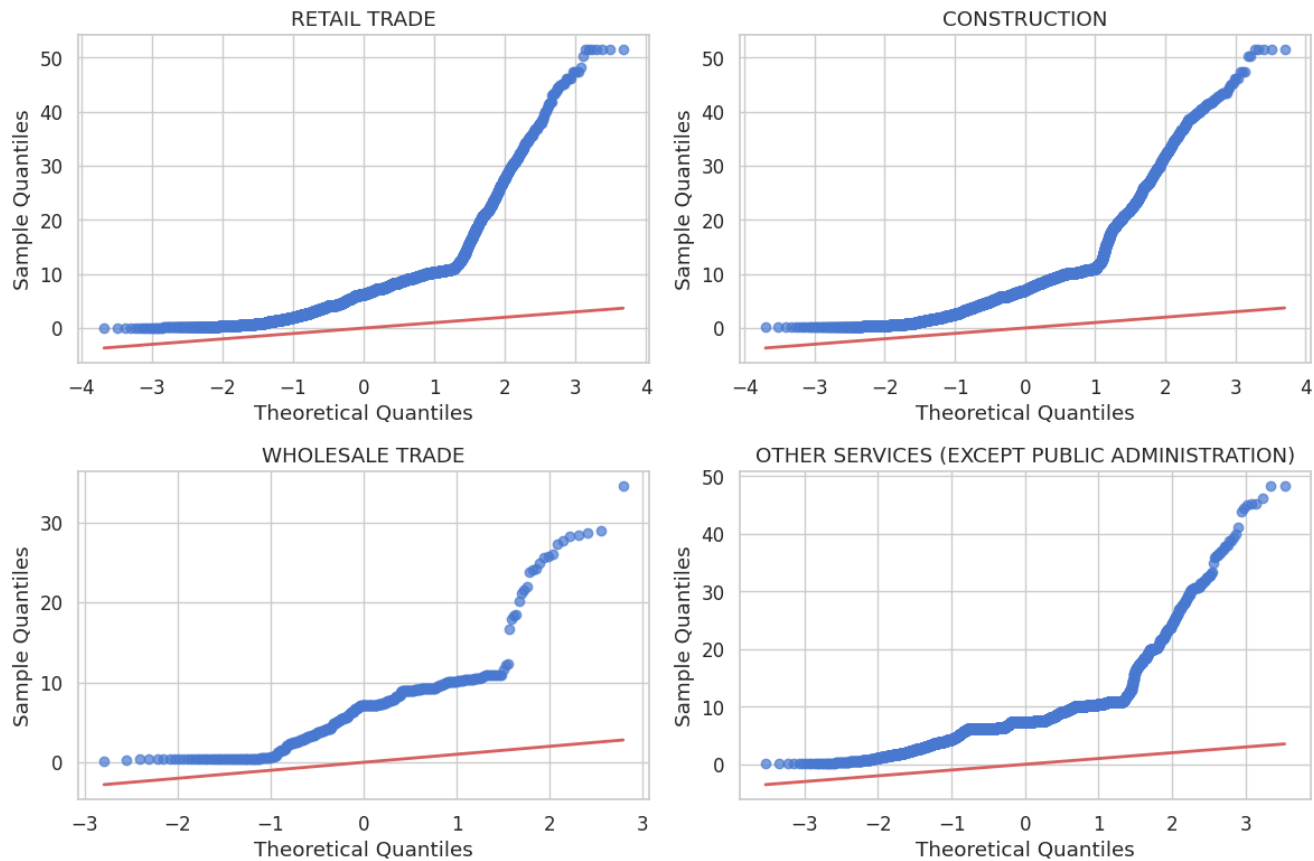 RETAIL TRADE
50
40
30
20
10
0
Sample Quantiles
−4 −3 −2 −1 0 1 2 3 4
Theoretical Quantiles
CONSTRUCTION
50
40
30
20
10
0
Sample Quantiles
−4 −3 −2 −1 0 1 2 3 4
Theoretical Quantiles
WHOLESALE TRADE
30
20
10
0
Sample Quantiles
−3 −2 −1 0 1 2 3
Theoretical Quantiles
OTHER SERVICES (EXCEPT PUBLIC ADMINISTRATION)
50
40
30
20
10
0
Sample Quantiles
−3 −2 −1 0 1 2 3
Theoretical Quantiles